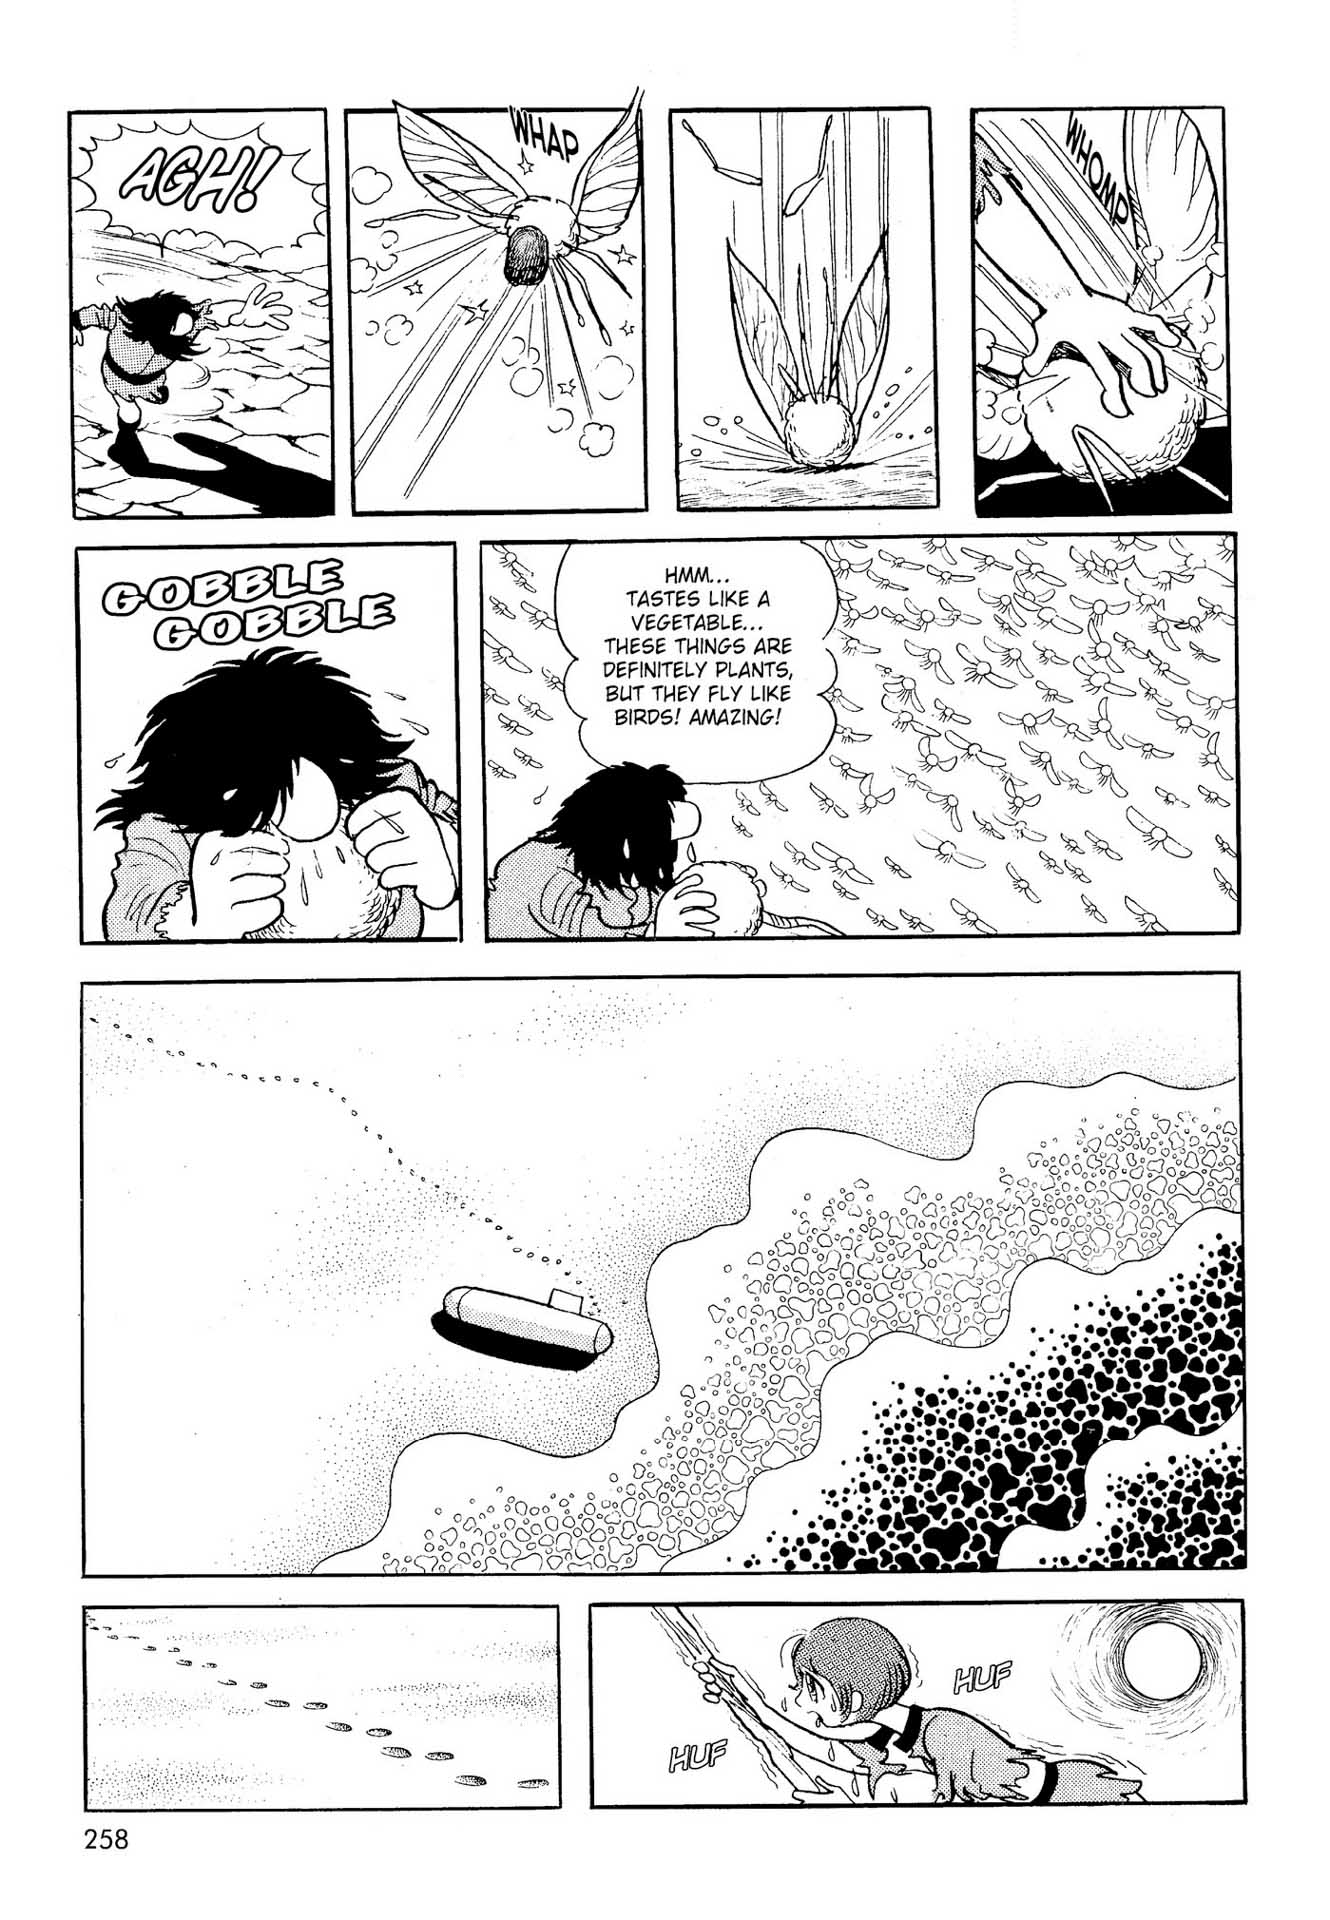 AGH!
WHAP
WHOMP
GOBBLE
GOBBLE
HMM...
TASTES LIKE A
VEGETABLE...
THESE THINGS ARE
DEFINITELY PLANTS,
BUT THEY FLY LIKE
BIRDS! AMAZING!
HUF
HUF
258